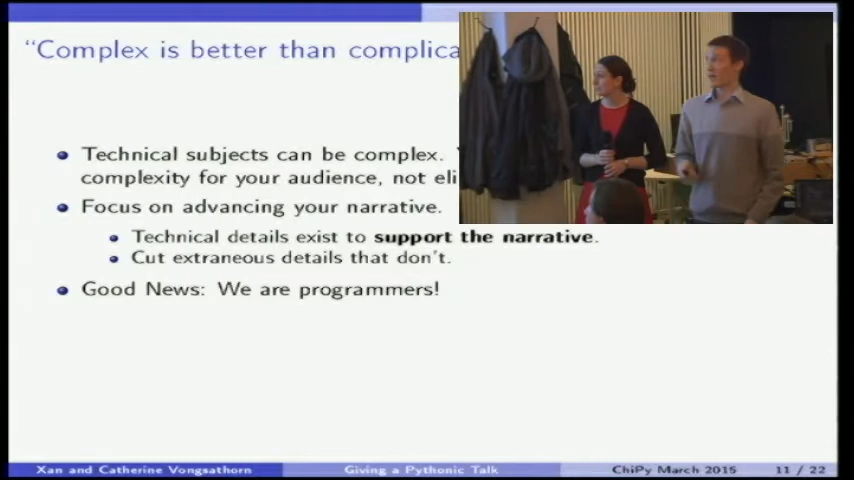 "Complex is better than complica
Technical subjects can be complex.
complexity for your audience, not eli
Focus on advancing your narrative.
Technical details exist to support the narrative.
Cut extraneous details that don't.
Good News: We are programmers!
Xan and Catherine Vongsathorn Giving a Pythonic Talk ChiPy March 2015 11 / 22